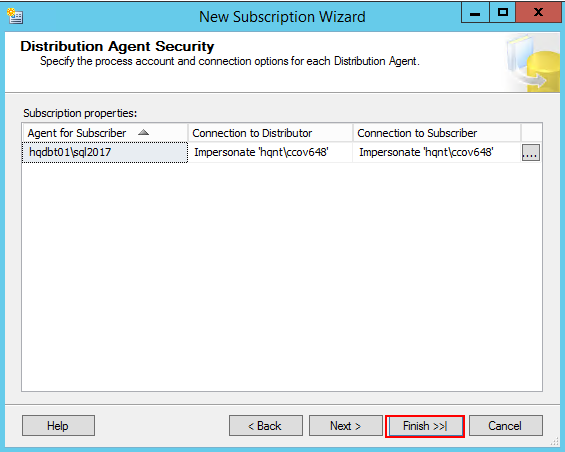 New Subscription Wizard
Distribution Agent Security
Specify the process account and connection options for each Distribution Agent.
Subscription properties:
Agent for Subscriber Connection to Distributor Connection to Subscriber
hqdbt01\sql2017 Impersonate 'hqnt\ccov648' Impersonate 'hqnt\ccov648' ....
Help < Back Next > Finish >>| Cancel